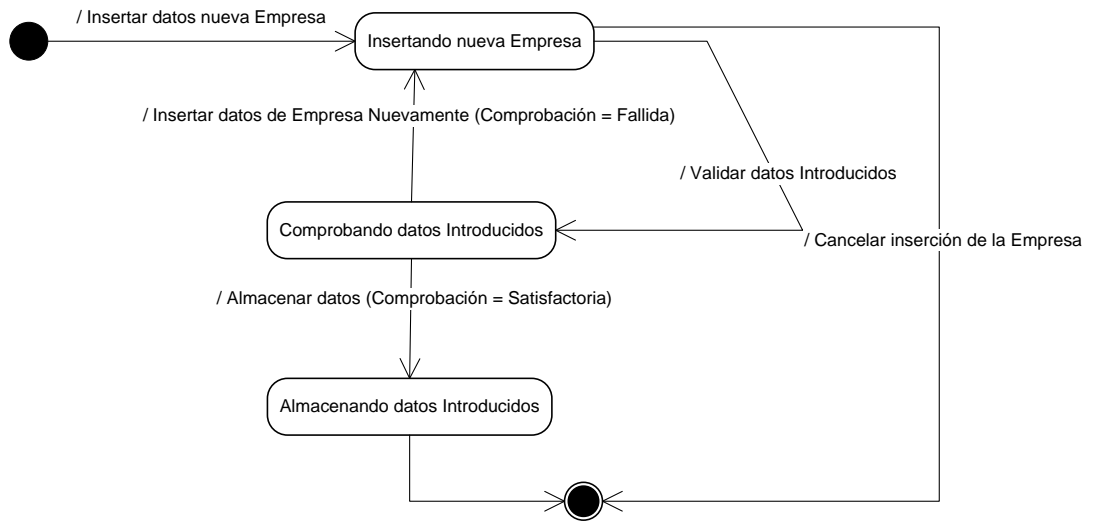 / Insertar datos nueva Empresa
Insertando nueva Empresa
/ Insertar datos de Empresa Nuevamente (Comprobación = Fallida)
/ Validar datos Introducidos
Comprobando datos Introducidos
/ Cancelar inserción de la Empresa
/ Almacenar datos (Comprobación = Satisfactoria)
Almacenando datos Introducidos